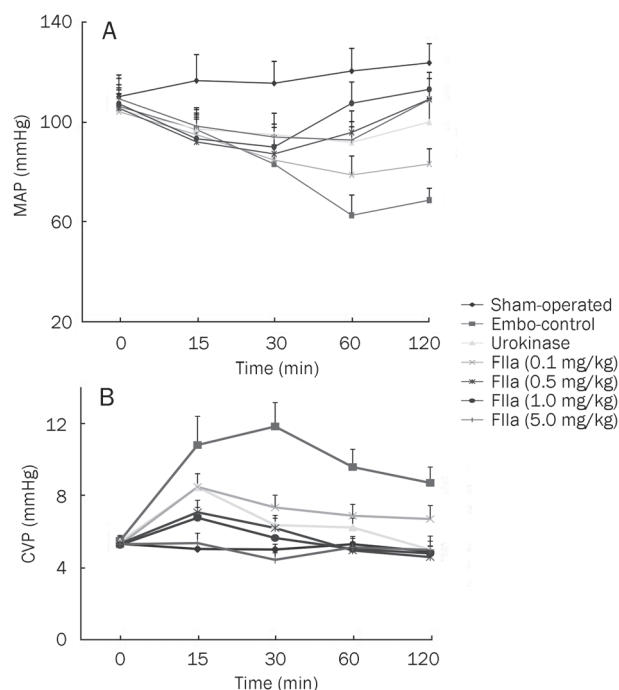 A
140
100
60
20
MAP (mmHg)
0 15 30 60 120
Time (min)
Sham-operated
Embo-control
Urokinase
FIIa (0.1 mg/kg)
FIIa (0.5 mg/kg)
FIIa (1.0 mg/kg)
FIIa (5.0 mg/kg)
B
12
8
4
0
CVP (mmHg)
0 15 30 60 120
Time (min)